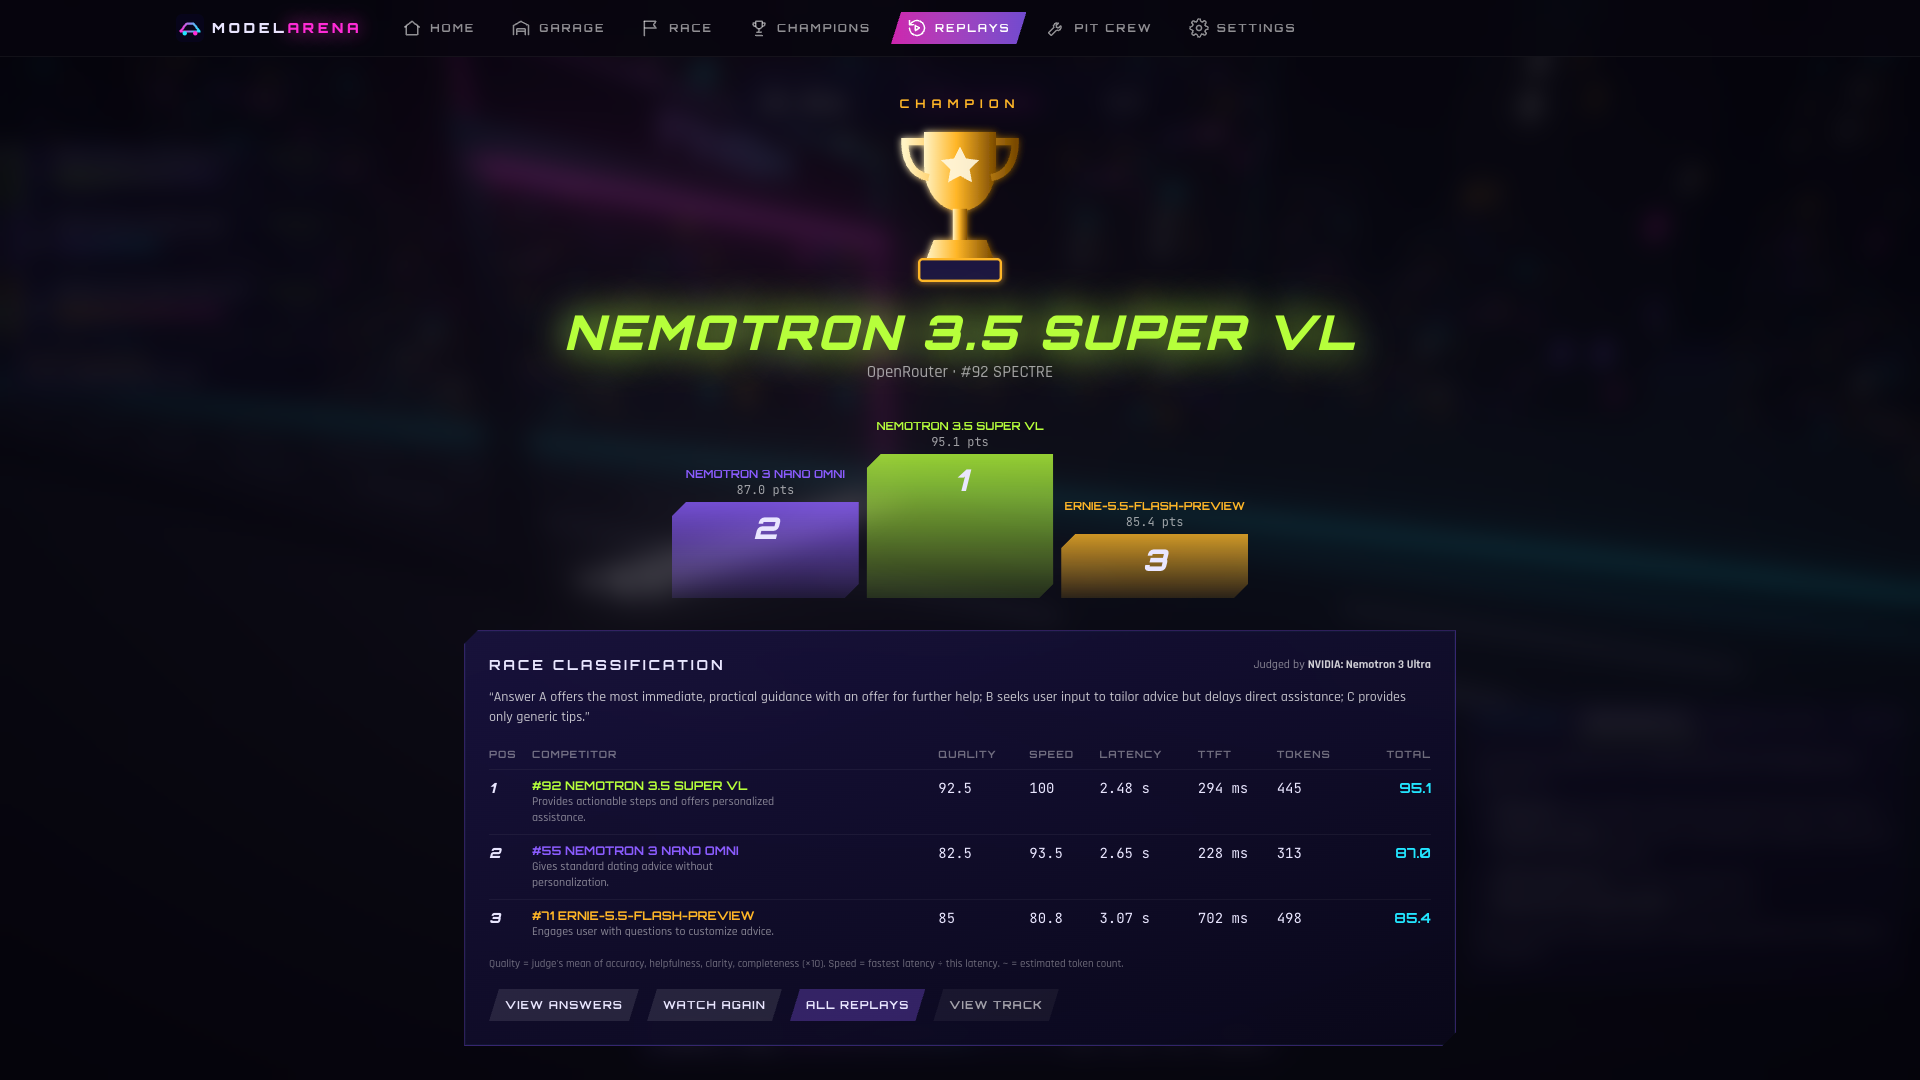 MODELARENA
HOME
GARAGE
RACE
CHAMPIONS
REPLAYS
PIT CREW
SETTINGS
CHAMPION
NEMOTRON 3.5 SUPER VL
OpenRouter · #92 SPECTRE
NEMOTRON 3.5 SUPER VL
95.1 pts
1
NEMOTRON 3 NANO OMNI
87.0 pts
2
ERNIE-5.5-FLASH-PREVIEW
85.4 pts
3
RACE CLASSIFICATION
Judged by NVIDIA: Nemotron 3 Ultra
“Answer A offers the most immediate, practical guidance with an offer for further help; B seeks user input to tailor advice but delays direct assistance; C provides
only generic tips.”
POS COMPETITOR QUALITY SPEED LATENCY TTFT TOKENS TOTAL
1 #92 NEMOTRON 3.5 SUPER VL 92.5 100 2.48 s 294 ms 445 95.1
Provides actionable steps and offers personalized
assistance.
2 #55 NEMOTRON 3 NANO OMNI 82.5 93.5 2.65 s 228 ms 313 87.0
Gives standard dating advice without
personalization.
3 #71 ERNIE-5.5-FLASH-PREVIEW 85 80.8 3.07 s 702 ms 498 85.4
Engages user with questions to customize advice.
Quality = judge's mean of accuracy, helpfulness, clarity, completeness (×10). Speed = fastest latency ÷ this latency. ~ = estimated token count.
VIEW ANSWERS
WATCH AGAIN
ALL REPLAYS
VIEW TRACK